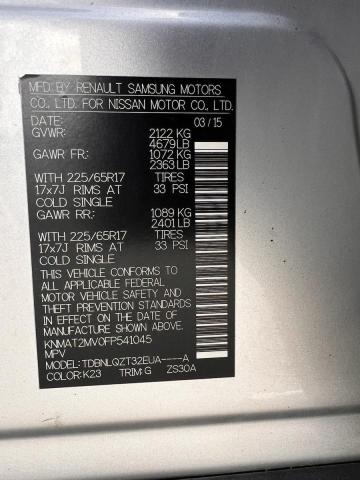 MFD BY RENAULT SAMSUNG MOTORS
CO., LTD. FOR NISSAN MOTOR CO., LTD.
DATE: 03/15
GVWR: 2122 KG
4679LB
GAWR FR: 1072 KG
2363LB
WITH 225/65R17 TIRES
17x7J RIMS AT 33 PSI
COLD SINGLE
GAWR RR: 1089 KG
2401LB
WITH 225/65R17 TIRES
17x7J RIMS AT 33 PSI
COLD SINGLE
THIS VEHICLE CONFORMS TO
ALL APPLICABLE FEDERAL
MOTOR VEHICLE SAFETY AND
THEFT PREVENTION STANDARDS
IN EFFECT ON THE DATE OF
MANUFACTURE SHOWN ABOVE.
KNMAT2MV0FP541045
MPV
MODEL: TDBNLQZT32EUA----A
COLOR:K23 TRIM:G ZS30A